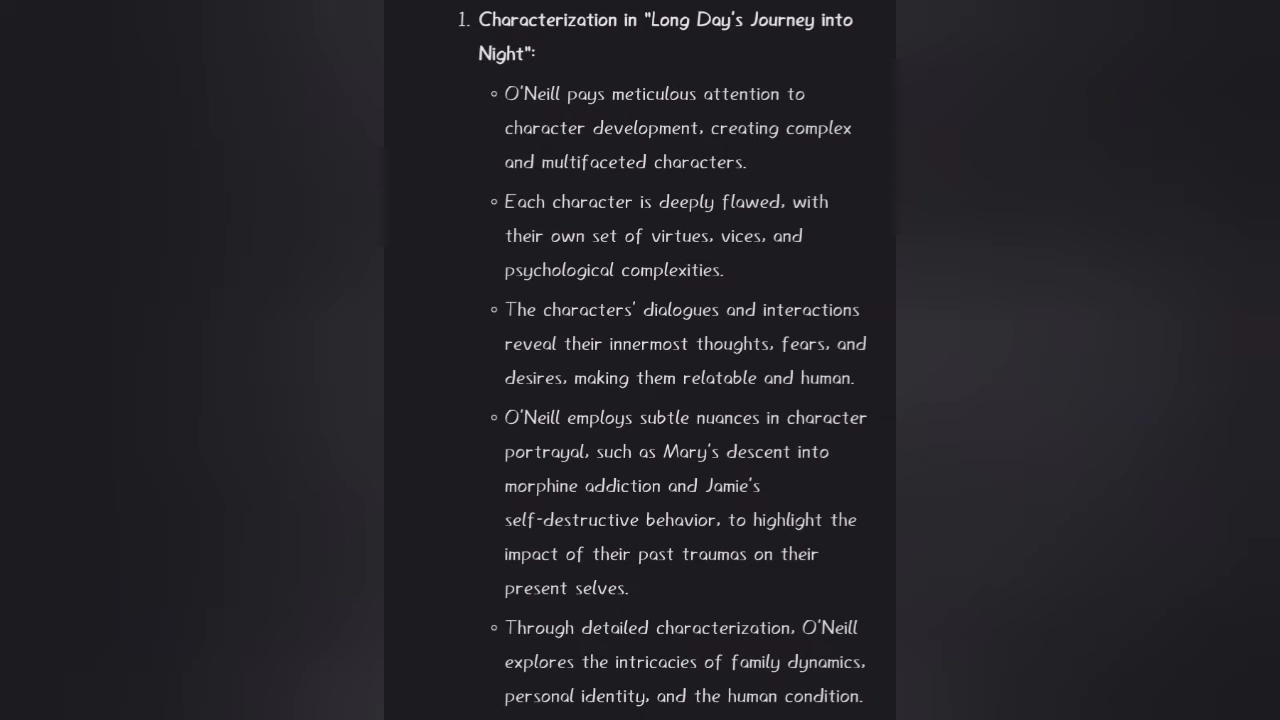 1. Characterization in "Long Day's Journey into
Night":
◦ O'Neill pays meticulous attention to
character development, creating complex
and multifaceted characters.
◦ Each character is deeply flawed, with
their own set of virtues, vices, and
psychological complexities.
◦ The characters' dialogues and interactions
reveal their innermost thoughts, fears, and
desires, making them relatable and human.
◦ O'Neill employs subtle nuances in character
portrayal, such as Mary's descent into
morphine addiction and Jamie's
self-destructive behavior, to highlight the
impact of their past traumas on their
present selves.
◦ Through detailed characterization, O'Neill
explores the intricacies of family dynamics,
personal identity, and the human condition.